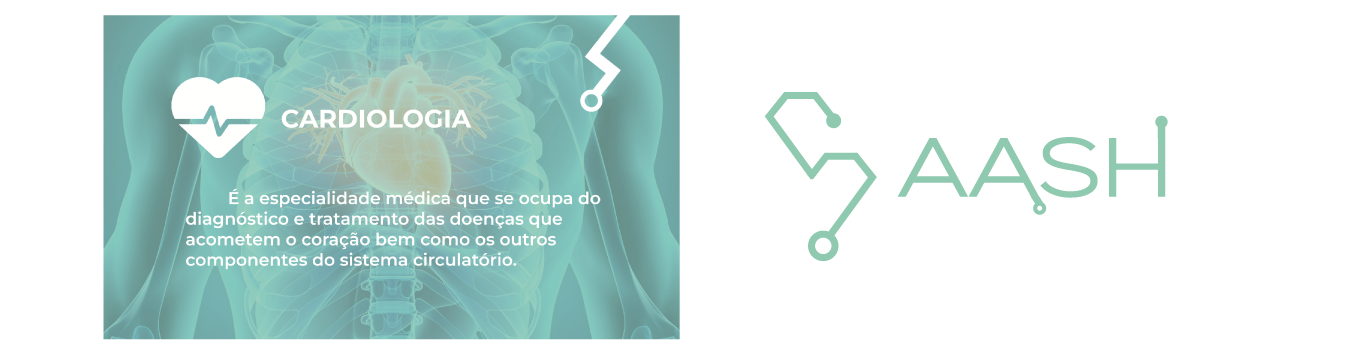 CARDIOLOGIA
É a especialidade médica que se ocupa do
diagnóstico e tratamento das doenças que
acometem o coração bem como os outros
componentes do sistema circulatório.
AASH